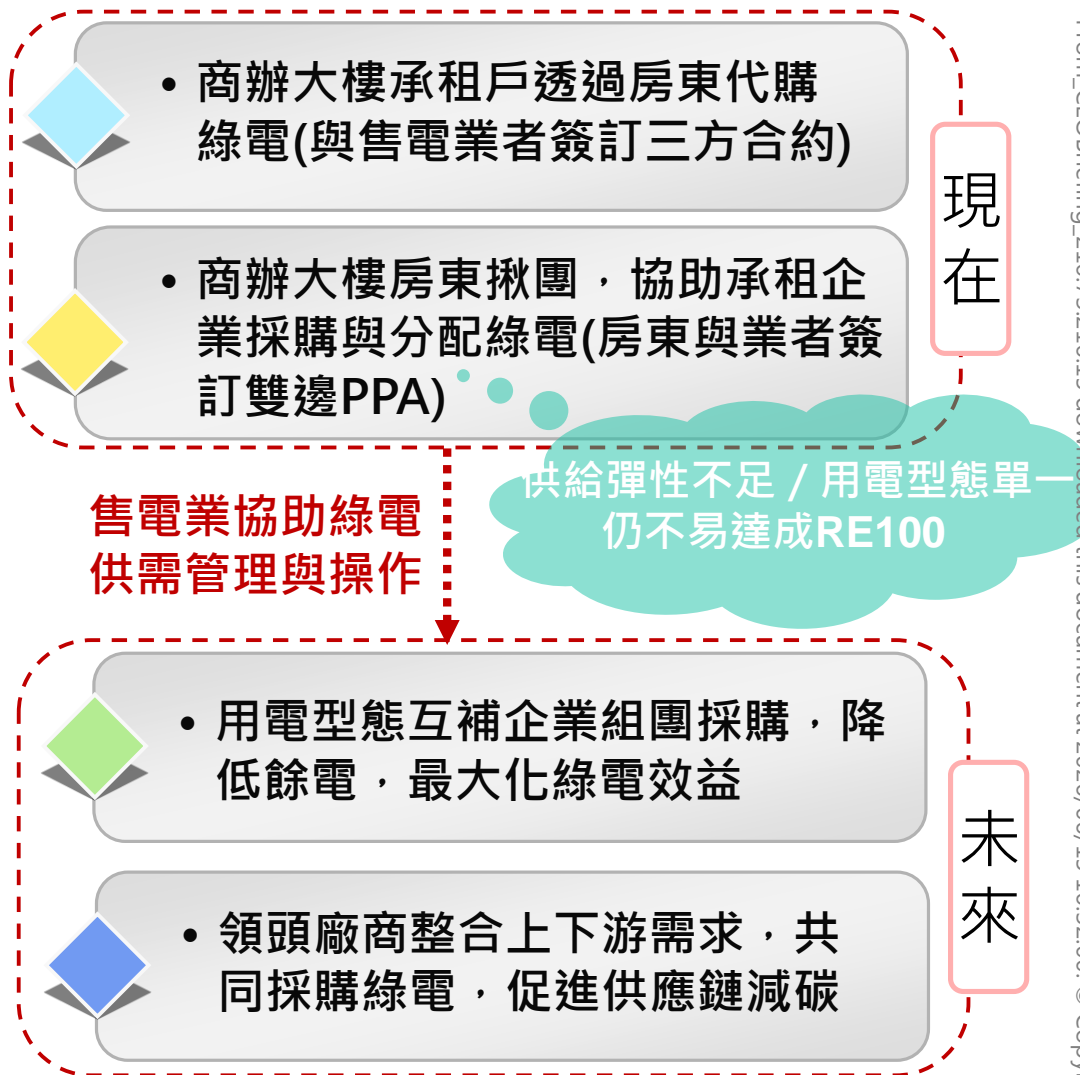 • 商辦大樓承租戶透過房東代購
綠電(與售電業者簽訂三方合約)
• 商辦大樓房東揪團，協助承租企
業採購與分配綠電(房東與業者簽
訂雙邊PPA)
現
在
供給彈性不足 / 用電型態單一
仍不易達成RE100
售電業協助綠電
供需管理與操作
• 用電型態互補企業組團採購，降
低餘電，最大化綠電效益
• 領頭廠商整合上下游需求，共
同採購綠電，促進供應鏈減碳
未
來